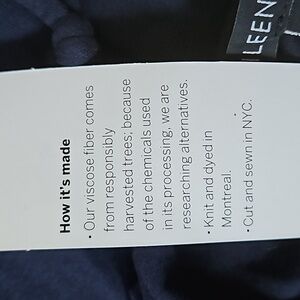 How it's made
• Our viscose fiber comes
from responsibly
harvested trees; because
of the chemicals used
in its processing, we are
researching alternatives.
• Knit and dyed in
Montreal.
• Cut and sewn in NYC.
LEEN